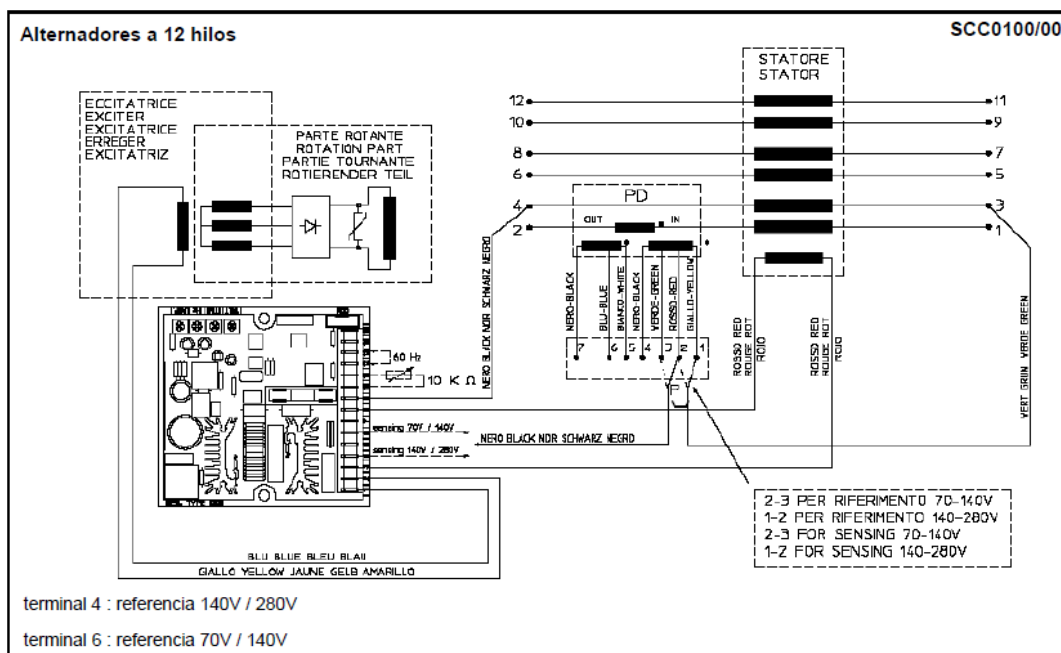 Alternadores a 12 hilos
SCC0100/00
STATORE
STATOR
ECCITATRICE
EXCITER
EXCITATRICE
ERREGER
EXCITATRIZ
PARTE ROTANTE
ROTATION PART
PARTIE TOURNANTE
ROTIERENDER TEIL
12
11
10
9
8
7
6
5
4
3
2
1
PD
OUT
IN
NERO-BLACK
BLU-BLUE
BIANCO-WHITE
NERO-BLACK
VERDE-GREEN
ROSSO-RED
GIALLO-YELLOW
7
6
5
4
3
2
1
P
NERO BLACK NOIR SCHWARZ NEGRO
ROSSO RED
ROUGE ROT
ROJO
ROSSO RED
ROUGE ROT
ROJO
VERT GRÜN VERDE GREEN
60 Hz
10 K Ω
sensing 70V / 140V
NERO BLACK NOIR SCHWARZ NEGRO
sensing 140V / 280V
2-3 PER RIFERIMENTO 70-140V
1-2 PER RIFERIMENTO 140-280V
2-3 FOR SENSING 70-140V
1-2 FOR SENSING 140-280V
BLU BLUE BLEU BLAU
GIALLO YELLOW JAUNE GELB AMARILLO
terminal 4 : referencia 140V / 280V
terminal 6 : referencia 70V / 140V